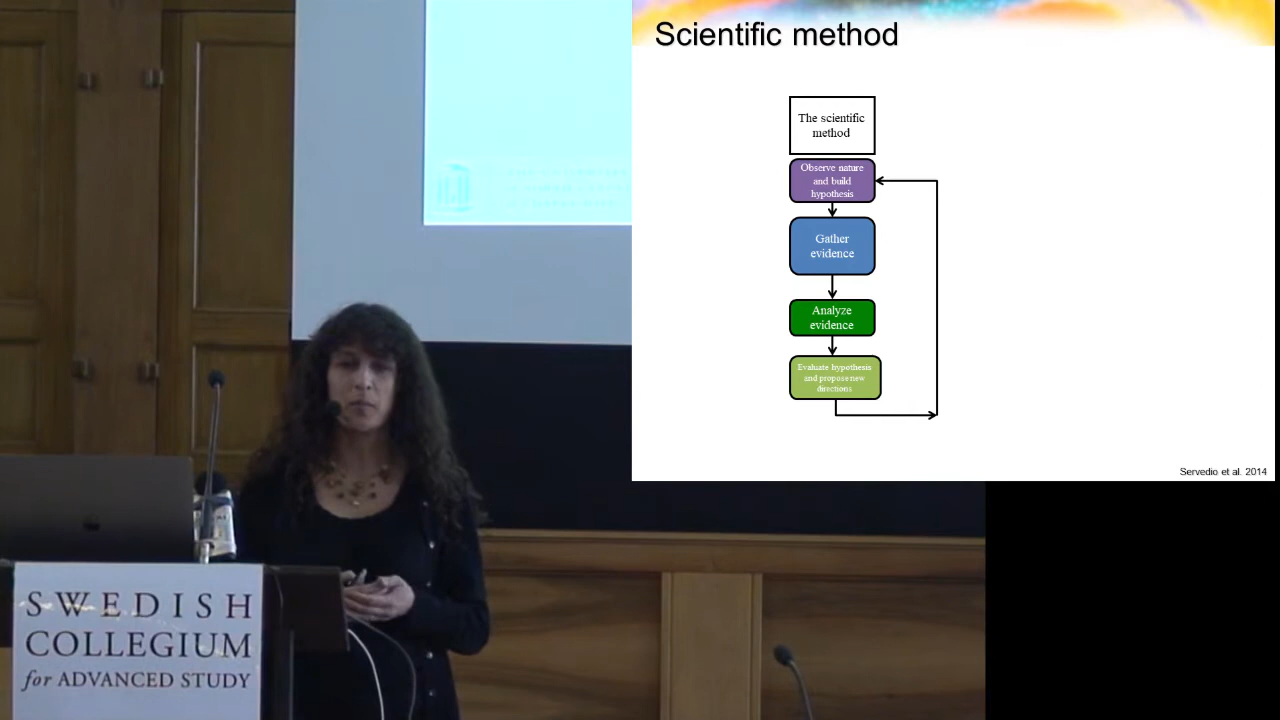 Scientific method
The scientific
method
Observe nature
and build
hypothesis
Gather
evidence
Analyze
evidence
Evaluate hypothesis
and propose new
directions
Servedio et al. 2014
SWEDISH
COLLEGIUM
for ADVANCED STUDY